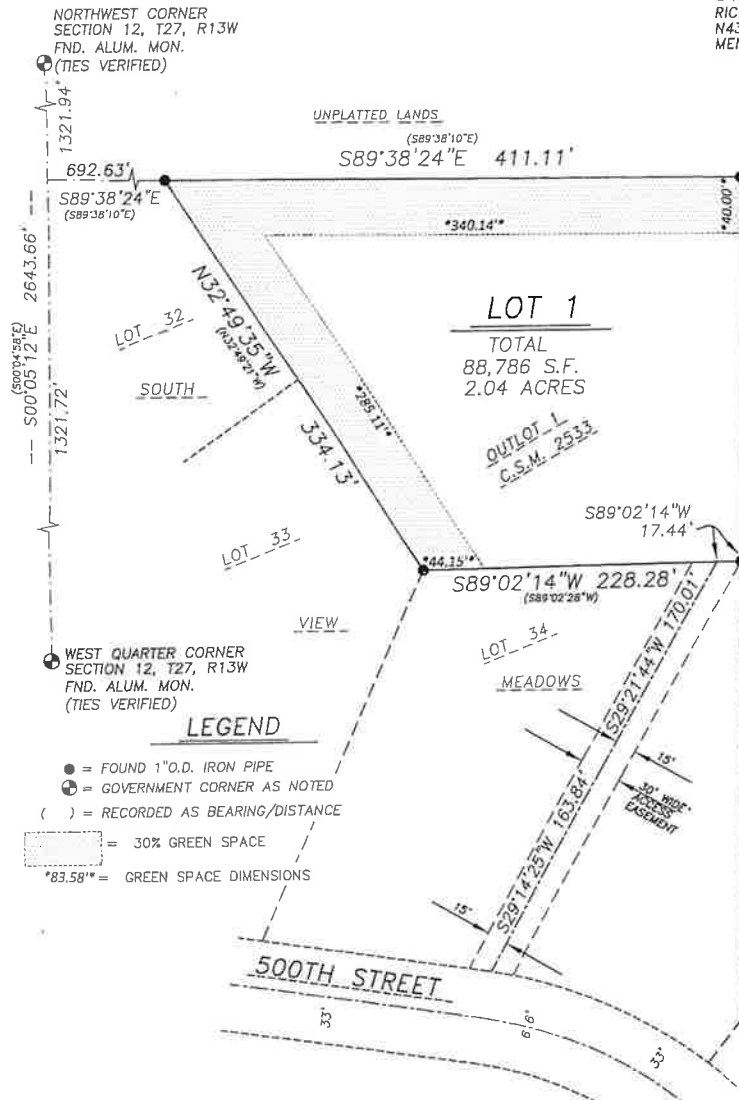 NORTHWEST CORNER
SECTION 12, T27, R13W
FND. ALUM. MON.
(TIES VERIFIED)
RIC
N43
MEN
1321.94'
UNPLATTED LANDS
(S89°38'10"E)
S89°38'24"E 411.11'
692.63'
S89°38'24"E
(S89°38'10"E)
*40.00'*
*340.14'*
S00°05'12"E 2643.66'
(S00°04'58"E)
1321.72'
N32°49'35"W
(N32°49'21"W)
334.13'
LOT 32
SOUTH
*285.11'*
LOT 1
TOTAL
88,786 S.F.
2.04 ACRES
OUTLOT 1
C.S.M. 2533
S89°02'14"W
17.44'
LOT 33
*44.15'*
S89°02'14"W 228.28'
(S89°02'28"W)
VIEW
LOT 34
MEADOWS
WEST QUARTER CORNER
SECTION 12, T27, R13W
FND. ALUM. MON.
(TIES VERIFIED)
S29°21'44"W 170.01'
S29°14'25"W 163.84'
15'
30' WIDE
ACCESS
EASEMENT
15'
LEGEND
● = FOUND 1"O.D. IRON PIPE
= GOVERNMENT CORNER AS NOTED
( ) = RECORDED AS BEARING/DISTANCE
= 30% GREEN SPACE
*83.58'* = GREEN SPACE DIMENSIONS
500TH STREET
33'
66'
33'